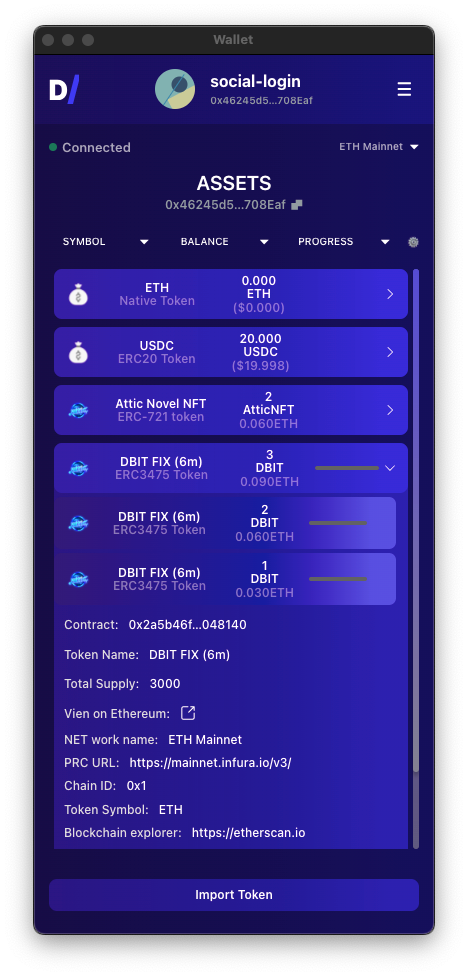 Wallet
D/
social-login
0x46245d5...708Eaf
Connected
ETH Mainnet
ASSETS
0x46245d5...708Eaf
SYMBOL
BALANCE
PROGRESS
ETH
Native Token
0.000
ETH
($0.000)
USDC
ERC20 Token
20.000
USDC
($19.998)
Attic Novel NFT
ERC-721 token
2
AtticNFT
0.060ETH
DBIT FIX (6m)
ERC3475 Token
3
DBIT
0.090ETH
DBIT FIX (6m)
ERC3475 Token
2
DBIT
0.060ETH
DBIT FIX (6m)
ERC3475 Token
1
DBIT
0.030ETH
Contract: 0x2a5b46f...048140
Token Name: DBIT FIX (6m)
Total Supply: 3000
Vien on Ethereum:
NET work name: ETH Mainnet
PRC URL: https://mainnet.infura.io/v3/
Chain ID: 0x1
Token Symbol: ETH
Blockchain explorer: https://etherscan.io
Import Token